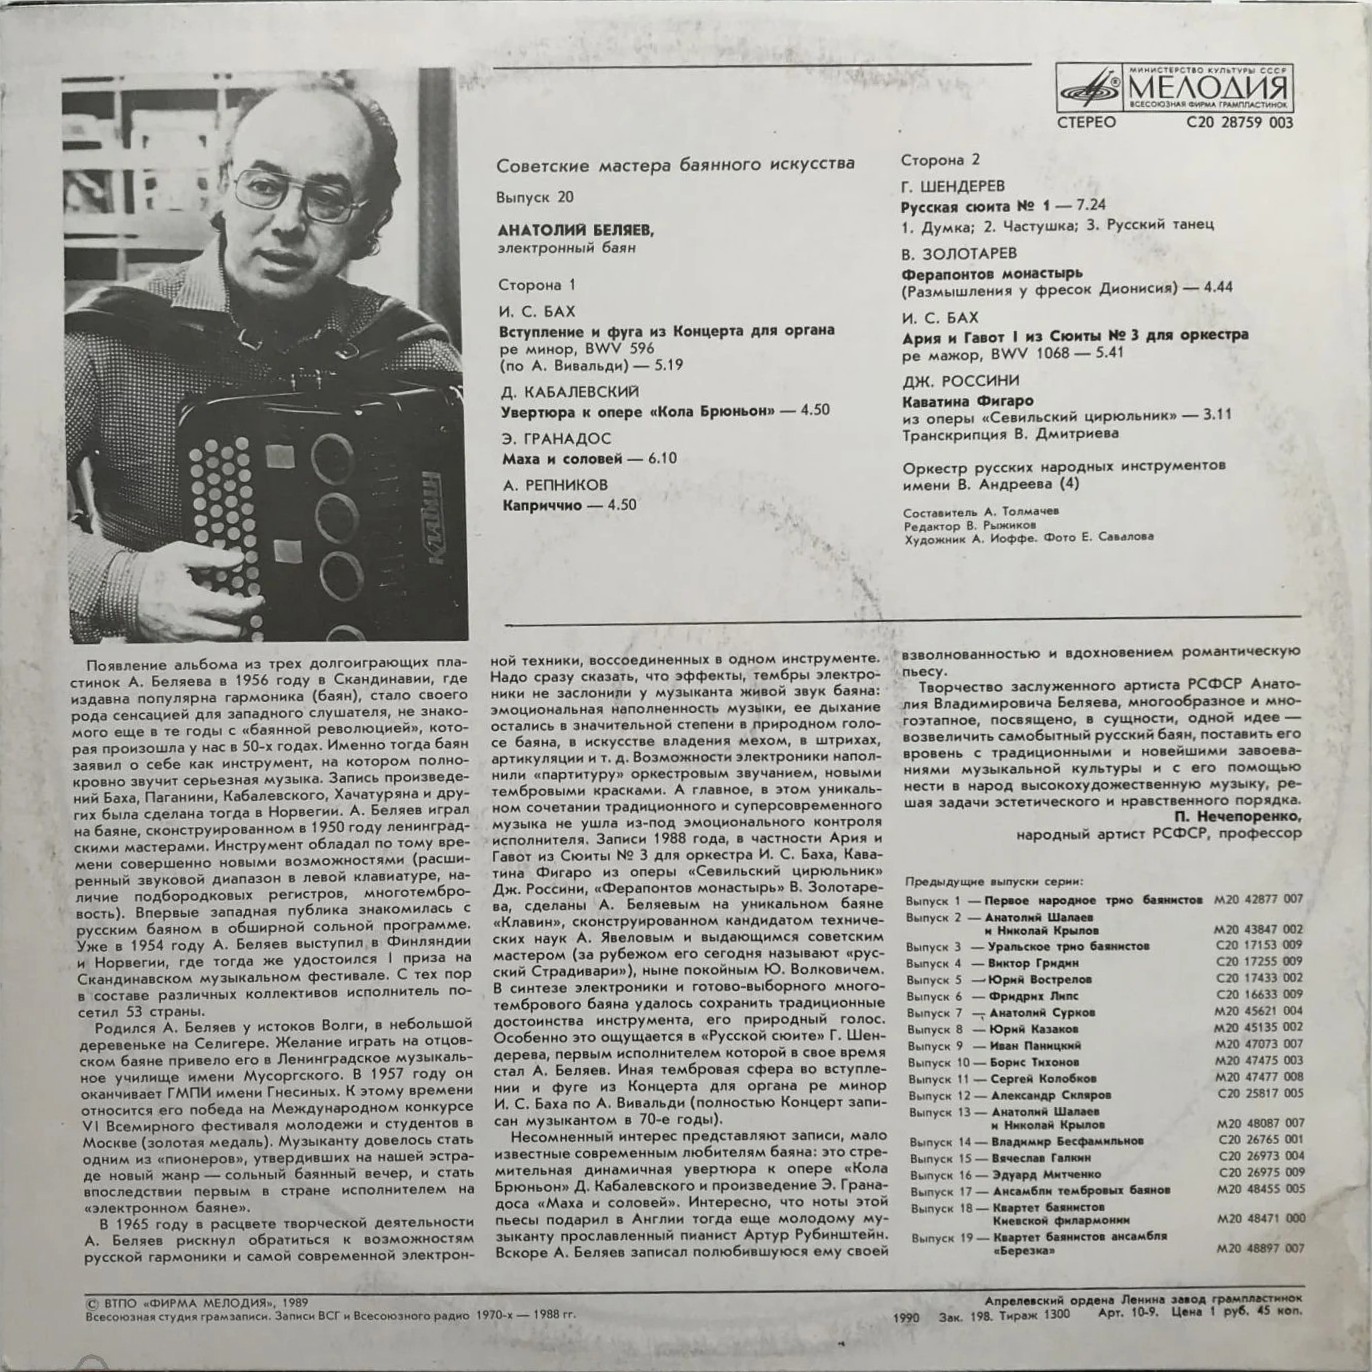 МИНИСТЕРСТВО КУЛЬТУРЫ СССР
МЕЛОДИЯ
ВСЕСОЮЗНАЯ ФИРМА ГРАМПЛАСТИНОК
СТЕРЕО С20 28759 003
Советские мастера баянного искусства
Выпуск 20
АНАТОЛИЙ БЕЛЯЕВ,
электронный баян
Сторона 1
И. С. БАХ
Вступление и фуга из Концерта для органа
ре минор, BWV 596
(по А. Вивальди) — 5.19
Д. КАБАЛЕВСКИЙ
Увертюра к опере «Кола Брюньон» — 4.50
Э. ГРАНАДОС
Маха и соловей — 6.10
А. РЕПНИКОВ
Каприччио — 4.50
Сторона 2
Г. ШЕНДЕРЕВ
Русская сюита № 1 — 7.24
1. Думка; 2. Частушка; 3. Русский танец
В. ЗОЛОТАРЕВ
Ферапонтов монастырь
(Размышления у фресок Дионисия) — 4.44
И. С. БАХ
Ария и Гавот I из Сюиты № 3 для оркестра
ре мажор, BWV 1068 — 5.41
ДЖ. РОССИНИ
Каватина Фигаро
из оперы «Севильский цирюльник» — 3.11
Транскрипция В. Дмитриева
Оркестр русских народных инструментов
имени В. Андреева (4)
Составитель А. Толмачев
Редактор В. Рыжиков
Художник А. Иоффе. Фото Е. Савалова
Появление альбома из трех долгоиграющих пла-
стинок А. Беляева в 1956 году в Скандинавии, где
издавна популярна гармоника (баян), стало своего
рода сенсацией для западного слушателя, не знако-
мого еще в те годы с «баянной революцией», кото-
рая произошла у нас в 50-х годах. Именно тогда баян
заявил о себе как инструмент, на котором полно-
кровно звучит серьезная музыка. Запись произведе-
ний Баха, Паганини, Кабалевского, Хачатуряна и дру-
гих была сделана тогда в Норвегии. А. Беляев играл
на баяне, сконструированном в 1950 году ленинград-
скими мастерами. Инструмент обладал по тому вре-
мени совершенно новыми возможностями (расши-
ренный звуковой диапазон в левой клавиатуре, на-
личие подбородковых регистров, многотембро-
вость). Впервые западная публика знакомилась с
русским баяном в обширной сольной программе.
Уже в 1954 году А. Беляев выступил в Финляндии
и Норвегии, где тогда же удостоился I приза на
Скандинавском музыкальном фестивале. С тех пор
в составе различных коллективов исполнитель по-
сетил 53 страны.
Родился А. Беляев у истоков Волги, в небольшой
деревеньке на Селигере. Желание играть на отцов-
ском баяне привело его в Ленинградское музыкаль-
ное училище имени Мусоргского. В 1957 году он
оканчивает ГМПИ имени Гнесиных. К этому времени
относится его победа на Международном конкурсе
VI Всемирного фестиваля молодежи и студентов в
Москве (золотая медаль). Музыканту довелось стать
одним из «пионеров», утвердивших на нашей эстра-
де новый жанр — сольный баянный вечер, и стать
впоследствии первым в стране исполнителем на
«электронном баяне».
В 1965 году в расцвете творческой деятельности
А. Беляев рискнул обратиться к возможностям
русской гармоники и самой современной электрон-
ной техники, воссоединенных в одном инструменте.
Надо сразу сказать, что эффекты, тембры электро-
ники не заслонили у музыканта живой звук баяна:
эмоциональная наполненность музыки, ее дыхание
остались в значительной степени в природном голо-
се баяна, в искусстве владения мехом, в штрихах,
артикуляции и т. д. Возможности электроники напол-
нили «партитуру» оркестровым звучанием, новыми
тембровыми красками. А главное, в этом уникаль-
ном сочетании традиционного и суперсовременного
музыка не ушла из-под эмоционального контроля
исполнителя. Записи 1988 года, в частности Ария и
Гавот из Сюиты № 3 для оркестра И. С. Баха, Кава-
тина Фигаро из оперы «Севильский цирюльник»
Дж. Россини, «Ферапонтов монастырь» В. Золотаре-
ва, сделаны А. Беляевым на уникальном баяне
«Клавин», сконструированном кандидатом техниче-
ских наук А. Явеловым и выдающимся советским
мастером (за рубежом его сегодня называют «рус-
ский Страдивари»), ныне покойным Ю. Волковичем.
В синтезе электроники и готово-выборного много-
тембрового баяна удалось сохранить традиционные
достоинства инструмента, его природный голос.
Особенно это ощущается в «Русской сюите» Г. Шен-
дерева, первым исполнителем которой в свое время
стал А. Беляев. Иная тембровая сфера во вступле-
нии и фуге из Концерта для органа ре минор
И. С. Баха по А. Вивальди (полностью Концерт запи-
сан музыкантом в 70-е годы).
Несомненный интерес представляют записи, мало
известные современным любителям баяна: это стре-
мительная динамичная увертюра к опере «Кола
Брюньон» Д. Кабалевского и произведение Э. Грана-
доса «Маха и соловей». Интересно, что ноты этой
пьесы подарил в Англии тогда еще молодому му-
зыканту прославленный пианист Артур Рубинштейн.
Вскоре А. Беляев записал полюбившуюся ему своей
взволнованностью и вдохновением романтическую
пьесу.
Творчество заслуженного артиста РСФСР Анато-
лия Владимировича Беляева, многообразное и мно-
гоэтапное, посвящено, в сущности, одной идее —
возвеличить самобытный русский баян, поставить его
вровень с традиционными и новейшими завоева-
ниями музыкальной культуры и с его помощью
нести в народ высокохудожественную музыку, ре-
шая задачи эстетического и нравственного порядка.
П. Нечепоренко,
народный артист РСФСР, профессор
Предыдущие выпуски серии:
Выпуск 1 — Первое народное трио баянистов М20 42877 007
Выпуск 2 — Анатолий Шалаев
и Николай Крылов М20 43847 002
Выпуск 3 — Уральское трио баянистов С20 17153 009
Выпуск 4 — Виктор Гридин С20 17255 009
Выпуск 5 — Юрий Вострелов С20 17433 002
Выпуск 6 — Фридрих Липс С20 16633 009
Выпуск 7 — Анатолий Сурков М20 45621 004
Выпуск 8 — Юрий Казаков М20 45135 002
Выпуск 9 — Иван Паницкий М20 47073 007
Выпуск 10 — Борис Тихонов М20 47475 003
Выпуск 11 — Сергей Колобков М20 47477 008
Выпуск 12 — Александр Скляров С20 25817 005
Выпуск 13 — Анатолий Шалаев
и Николай Крылов М20 48087 007
Выпуск 14 — Владимир Бесфамильнов С20 26765 001
Выпуск 15 — Вячеслав Галкин С20 26973 004
Выпуск 16 — Эдуард Митченко С20 26975 009
Выпуск 17 — Ансамбли тембровых баянов М20 48455 005
Выпуск 18 — Квартет баянистов
Киевской филармонии М20 48471 000
Выпуск 19 — Квартет баянистов ансамбля
«Березка» М20 48897 007
© ВТПО «ФИРМА МЕЛОДИЯ», 1989
Всесоюзная студия грамзаписи. Записи ВСГ и Всесоюзного радио 1970-х — 1988 гг.
Апрелевский ордена Ленина завод грампластинок
1990 Зак. 198. Тираж 1300 Арт. 10-9. Цена 1 руб. 45 коп.